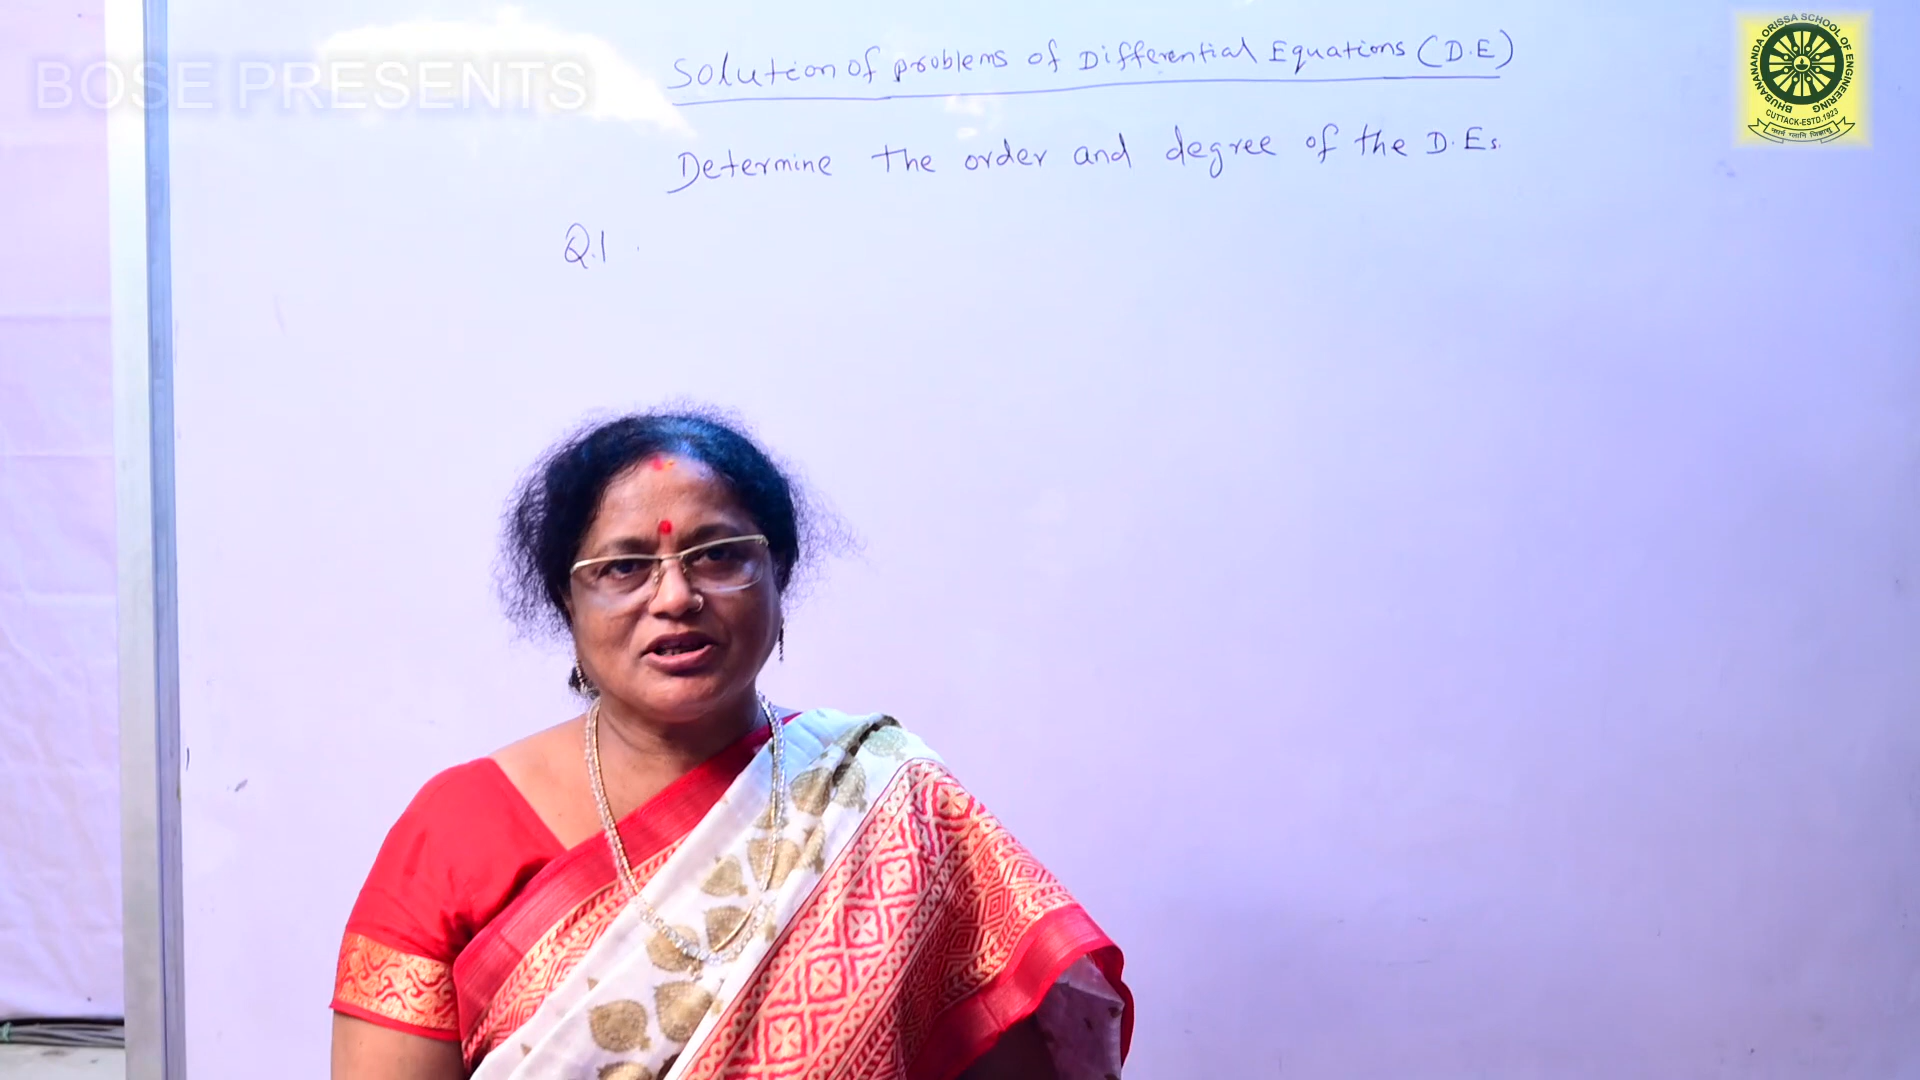 BOSE PRESENTS
Solution of problems of Differential Equations (D.E)
Determine the order and degree of the D.Es.
Q.1
BHUBANANANDA ORISSA SCHOOL OF ENGINEERING
CUTTACK-ESTD.1923